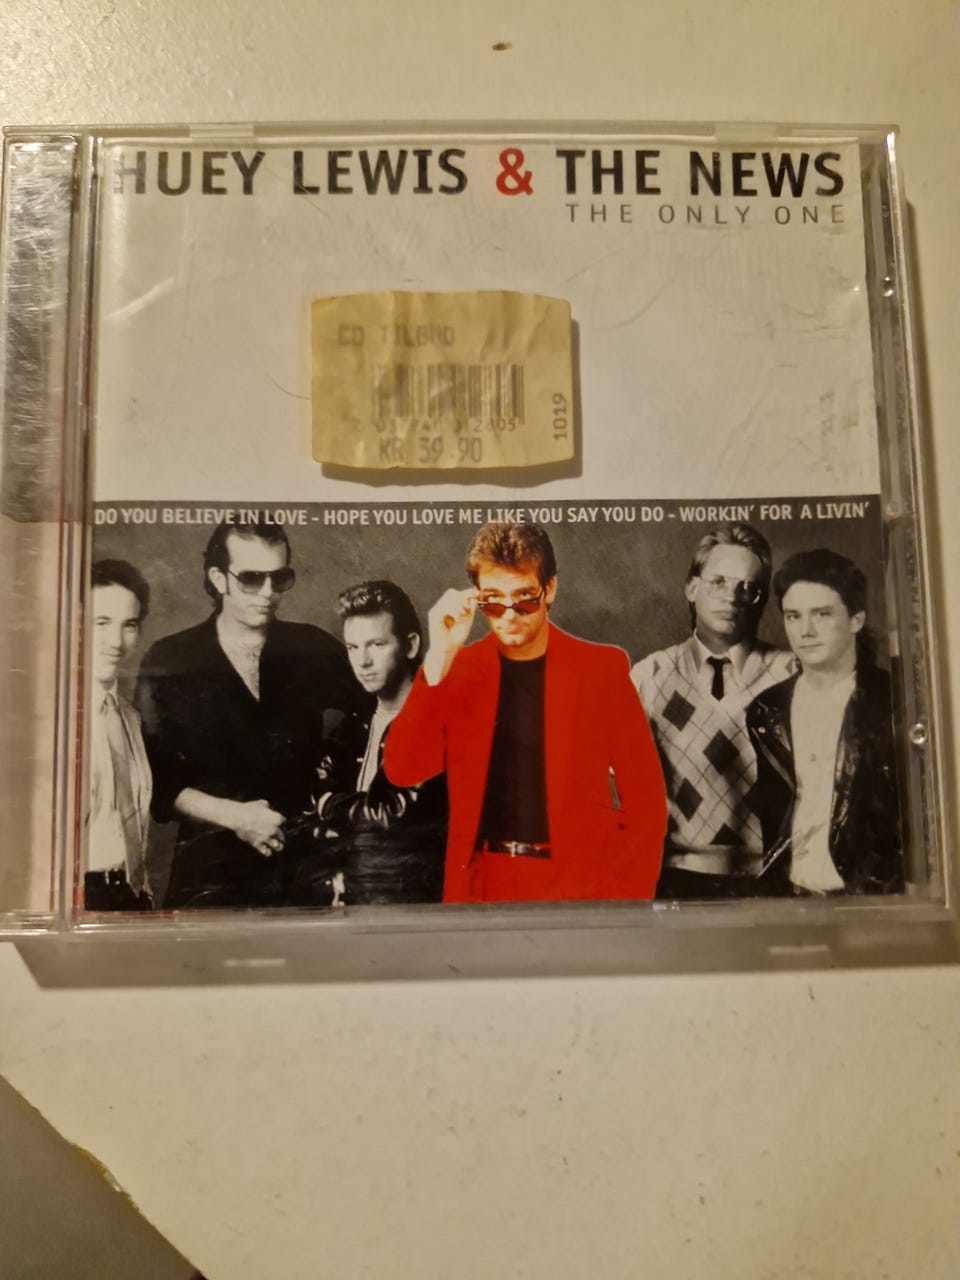 HUEY LEWIS & THE NEWS
THE ONLY ONE
CD TILBUD
1019
KR 39.90
DO YOU BELIEVE IN LOVE - HOPE YOU LOVE ME LIKE YOU SAY YOU DO - WORKIN' FOR A LIVIN'